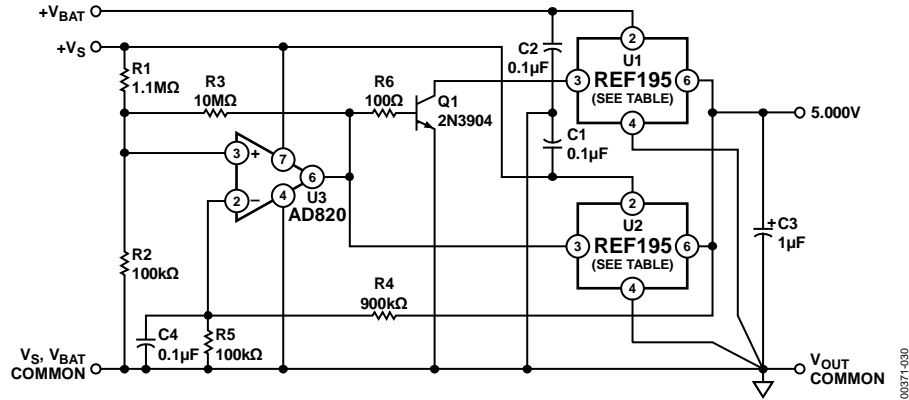 +VBAT
+VS
R1
1.1MΩ
R3
10MΩ
R6
100Ω
Q1
2N3904
C2
0.1µF
2
U1
3
REF195
6
(SEE TABLE)
4
5.000V
C1
0.1µF
3
+
7
6
2
−
4
U3
AD820
2
U2
3
REF195
6
(SEE TABLE)
4
+
C3
1µF
R2
100kΩ
R4
900kΩ
C4
0.1µF
R5
100kΩ
VS, VBAT
COMMON
VOUT
COMMON
00371-030